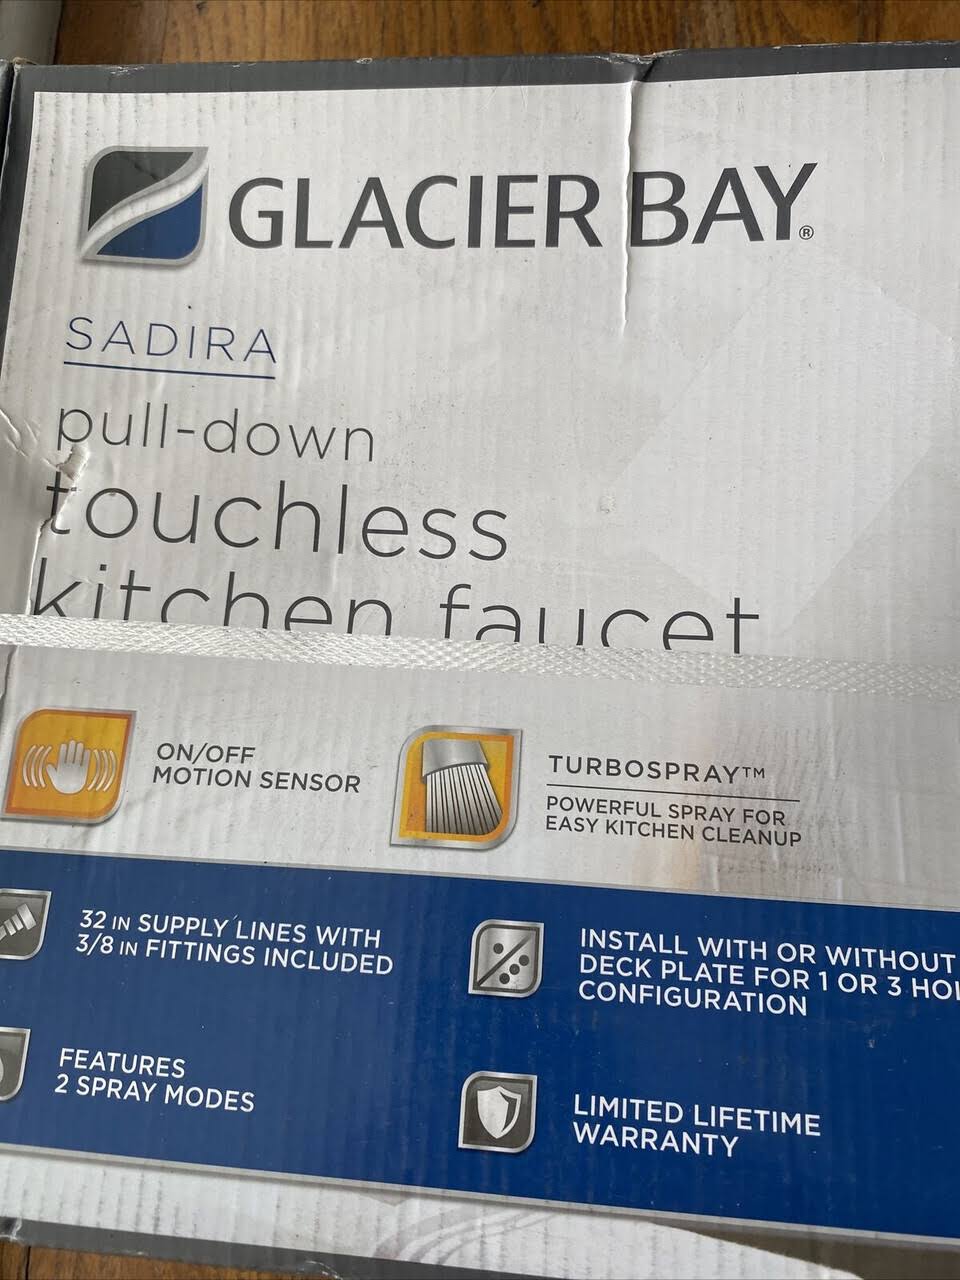 GLACIER BAY®
SADIRA
pull-down
touchless
kitchen faucet
ON/OFF
MOTION SENSOR
TURBOSPRAY™
POWERFUL SPRAY FOR
EASY KITCHEN CLEANUP
32 IN SUPPLY LINES WITH
3/8 IN FITTINGS INCLUDED
INSTALL WITH OR WITHOUT
DECK PLATE FOR 1 OR 3
CONFIGURATION
FEATURES
2 SPRAY MODES
LIMITED LIFETIME
WARRANTY